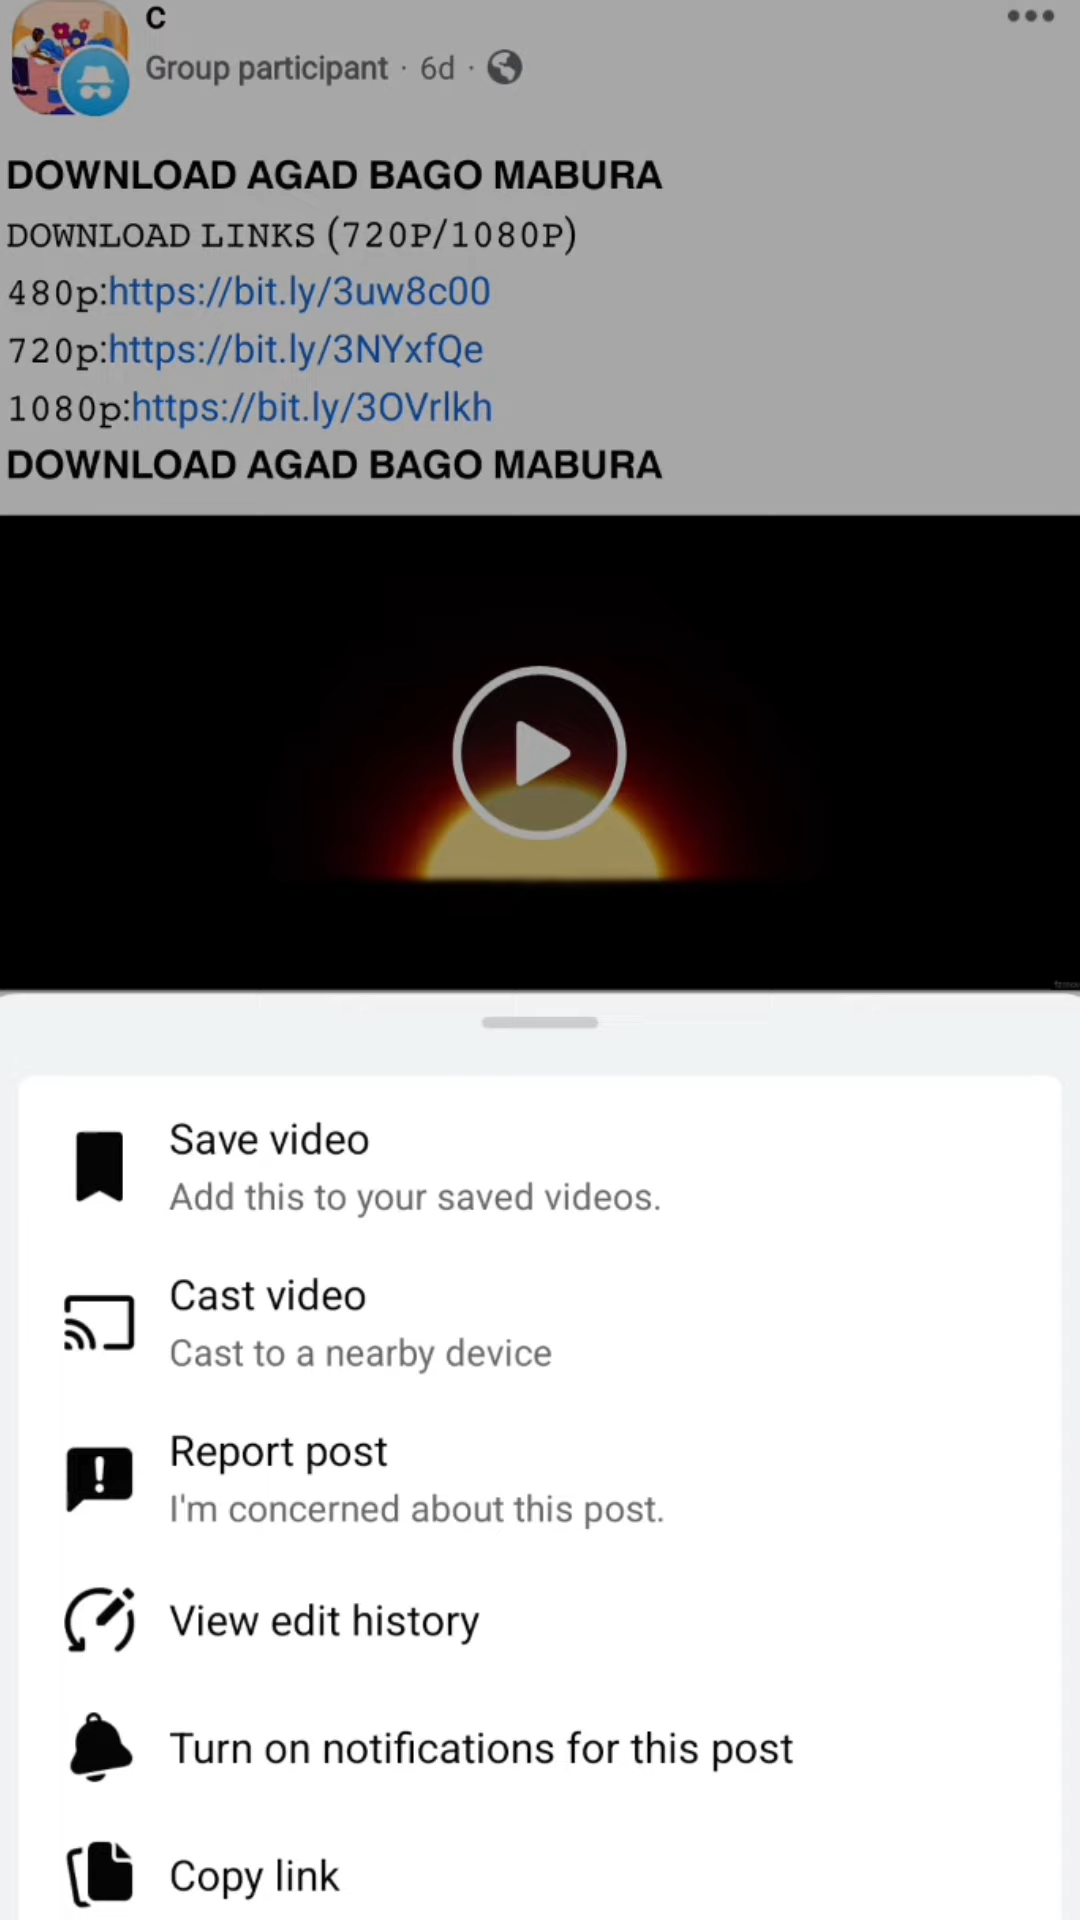 C
Group participant · 6d ·
DOWNLOAD AGAD BAGO MABURA
DOWNLOAD LINKS (720P/1080P)
480p:https://bit.ly/3uw8c00
720p:https://bit.ly/3NYxfQe
1080p:https://bit.ly/3OVrlkh
DOWNLOAD AGAD BAGO MABURA
Save video
Add this to your saved videos.
Cast video
Cast to a nearby device
Report post
I'm concerned about this post.
View edit history
Turn on notifications for this post
Copy link